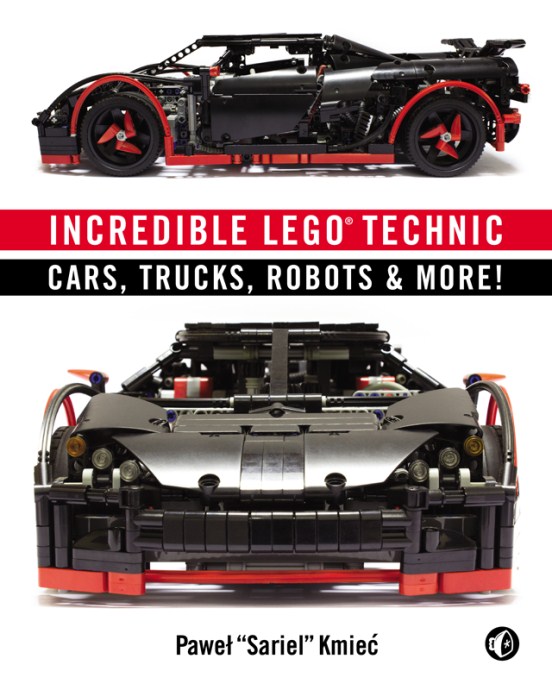 INCREDIBLE LEGO® TECHNIC
CARS, TRUCKS, ROBOTS & MORE!
Paweł “Sariel” Kmieć